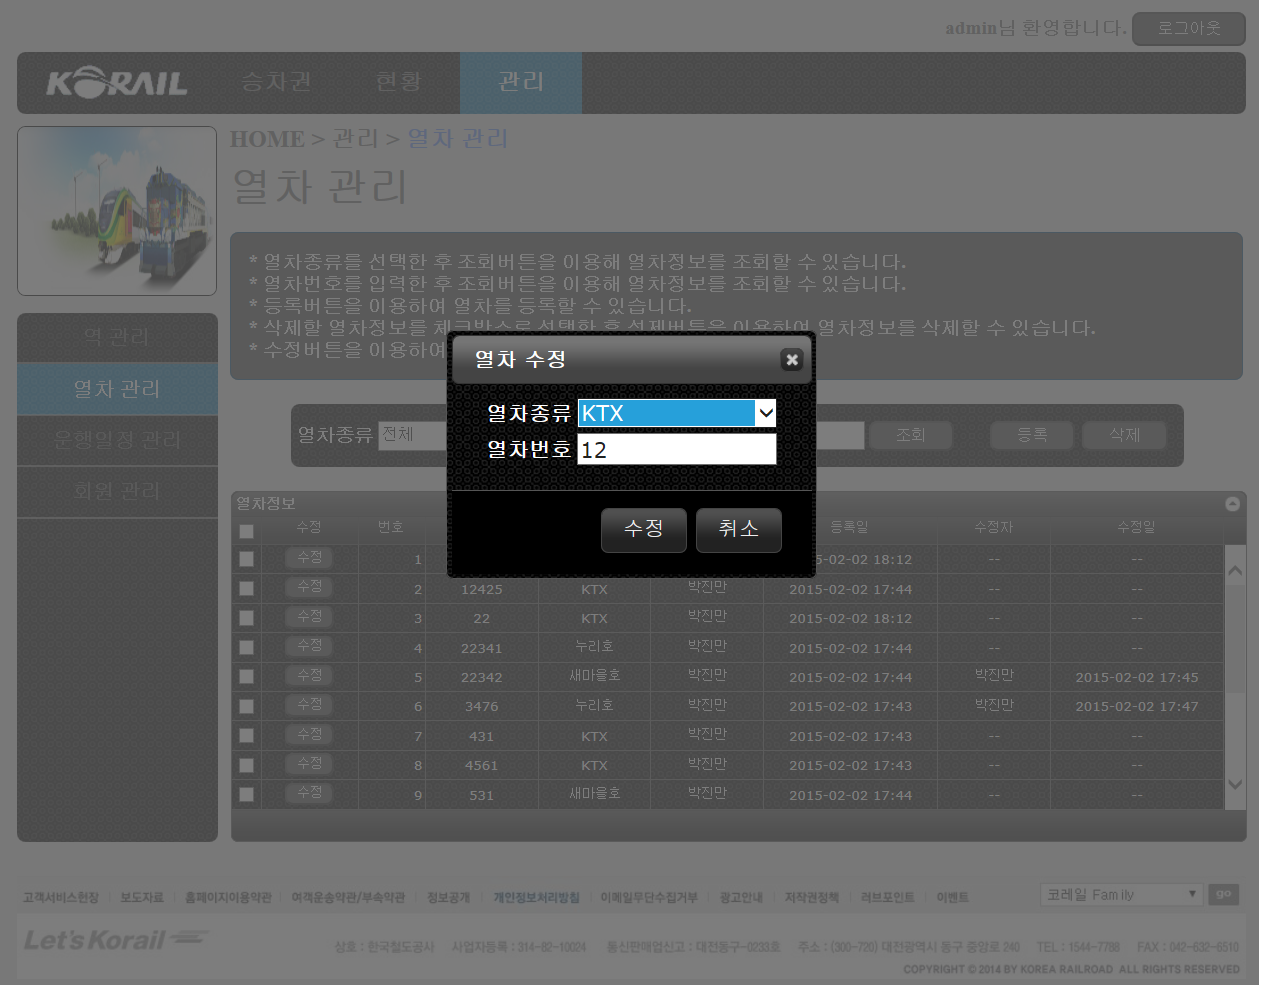 admin님 환영합니다. 로그아웃
KORAIL 승차권 현황 관리
HOME > 관리 > 열차 관리
열차 관리
* 열차종류를 선택한 후 조회버튼을 이용해 열차정보를 조회할 수 있습니다.
* 열차번호를 입력한 후 조회버튼을 이용해 열차정보를 조회할 수 있습니다.
* 등록버튼을 이용하여 열차를 등록할 수 있습니다.
* 삭제할 열차정보를 체크박스로 선택한 후 삭제버튼을 이용하여 열차정보를 삭제할 수 있습니다.
* 수정버튼을 이용하여
역 관리
열차 관리
운행일정 관리
회원 관리
열차 수정
열차종류 KTX
열차번호 12
수정 취소
열차종류 전체 조회 등록 삭제
열차정보
수정 번호 등록일 수정자 수정일
수정 1 5-02-02 18:12 -- --
수정 2 12425 KTX 박진만 2015-02-02 17:44 -- --
수정 3 22 KTX 박진만 2015-02-02 18:12 -- --
수정 4 22341 누리호 박진만 2015-02-02 17:44 -- --
수정 5 22342 새마을호 박진만 2015-02-02 17:44 박진만 2015-02-02 17:45
수정 6 3476 누리호 박진만 2015-02-02 17:43 박진만 2015-02-02 17:47
수정 7 431 KTX 박진만 2015-02-02 17:43 -- --
수정 8 4561 KTX 박진만 2015-02-02 17:43 -- --
수정 9 531 새마을호 박진만 2015-02-02 17:44 -- --
고객서비스헌장 보도자료 홈페이지이용약관 여객운송약관/부속약관 정보공개 개인정보처리방침 이메일무단수집거부 광고안내 저작권정책 러브포인트 이벤트 코레일 Family go
Let's Korail
상호 : 한국철도공사 사업자등록 : 314-82-10024 통신판매업신고 : 대전동구-0233호 주소 : (300-720) 대전광역시 동구 중앙로 240 TEL : 1544-7788 FAX : 042-632-6510
COPYRIGHT © 2014 BY KOREA RAILROAD ALL RIGHTS RESERVED